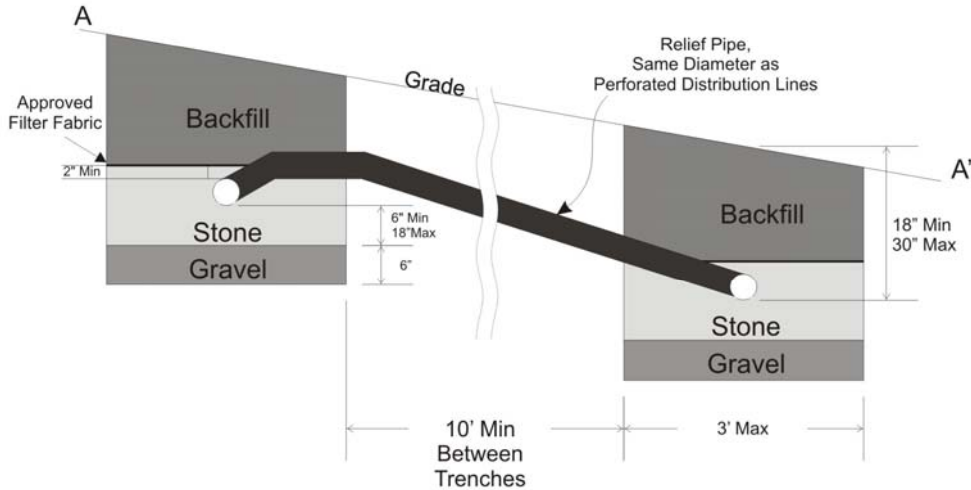 A
Grade
Relief Pipe,
Same Diameter as
Perforated Distribution Lines
Approved
Filter Fabric
Backfill
2" Min
6" Min
18"Max
Stone
Gravel
6"
A'
Backfill
18" Min
30" Max
Stone
Gravel
10' Min
Between
Trenches
3' Max